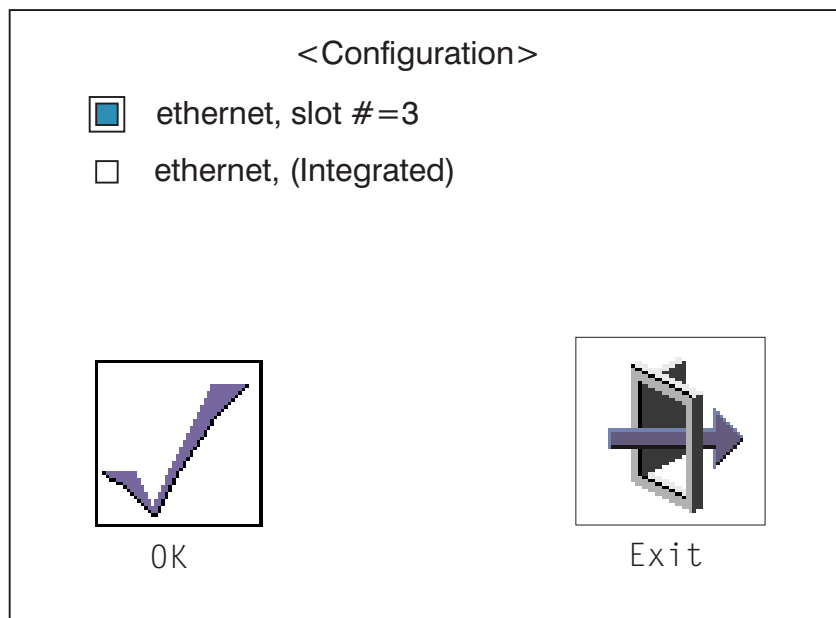 <Configuration>
ethernet, slot #=3
ethernet, (Integrated)
OK
Exit